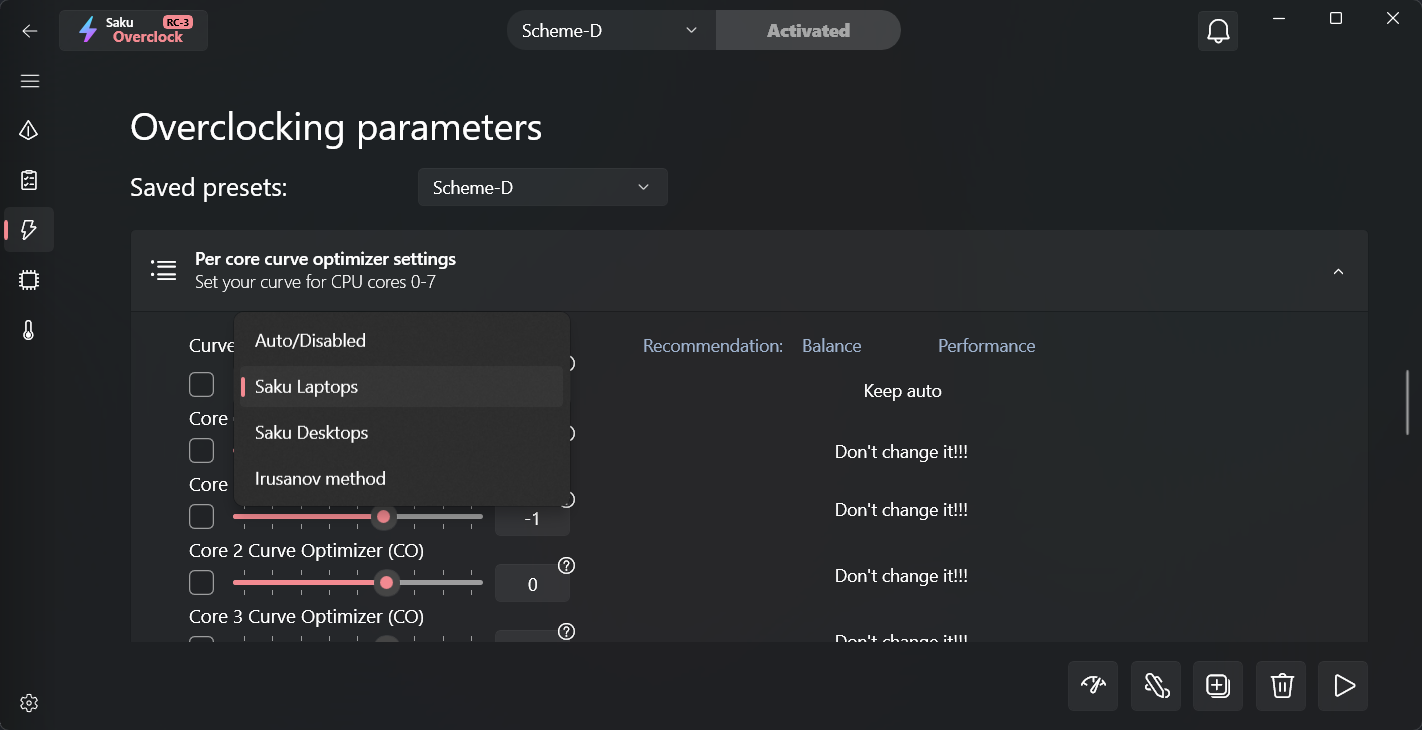 Saku RC-3
Overclock
Scheme-D
Activated
Overclocking parameters
Saved presets:
Scheme-D
Per core curve optimizer settings
Set your curve for CPU cores 0-7
Curve
Auto/Disabled
Saku Laptops
Saku Desktops
Irusanov method
Recommendation: Balance Performance
Keep auto
Core
Don't change it!!!
Core
-1
Don't change it!!!
Core 2 Curve Optimizer (CO)
0
Don't change it!!!
Core 3 Curve Optimizer (CO)
Don't change it!!!